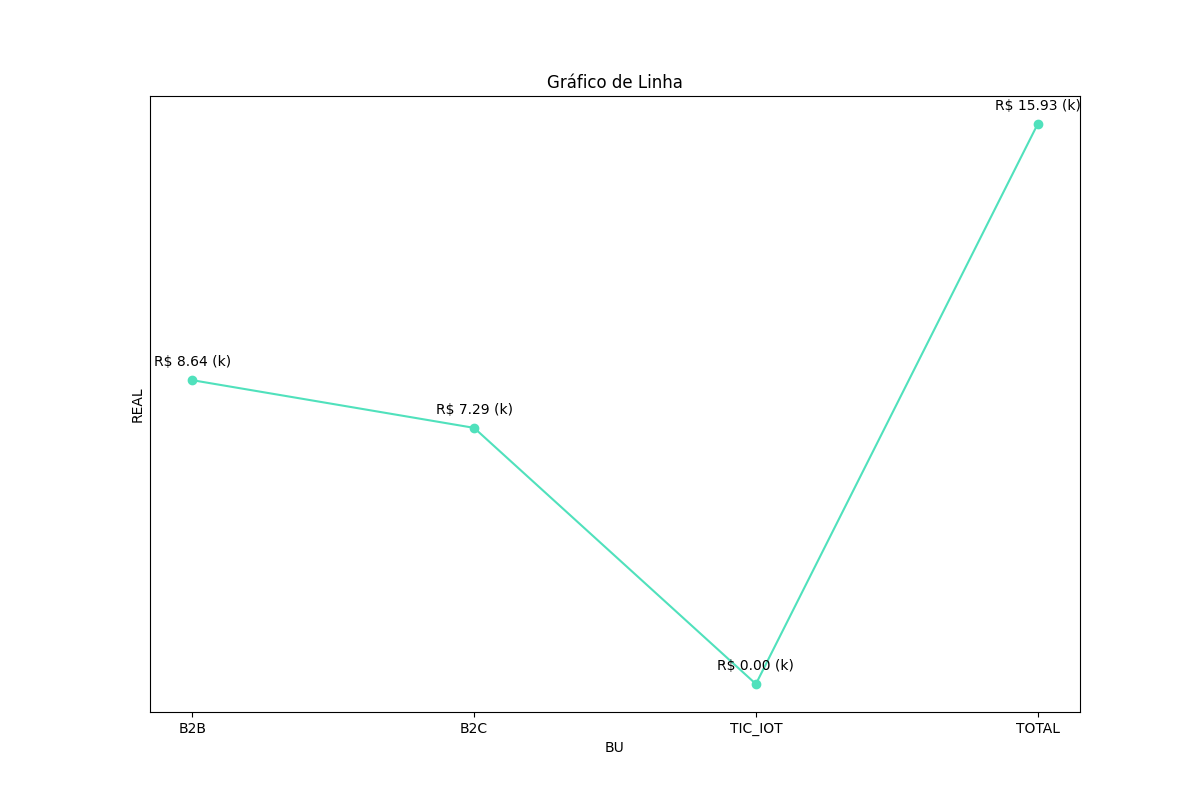 Gráfico de Linha
R$ 15.93 (k)
R$ 8.64 (k)
R$ 7.29 (k)
R$ 0.00 (k)
REAL
B2B
B2C
TIC_IOT
TOTAL
BU